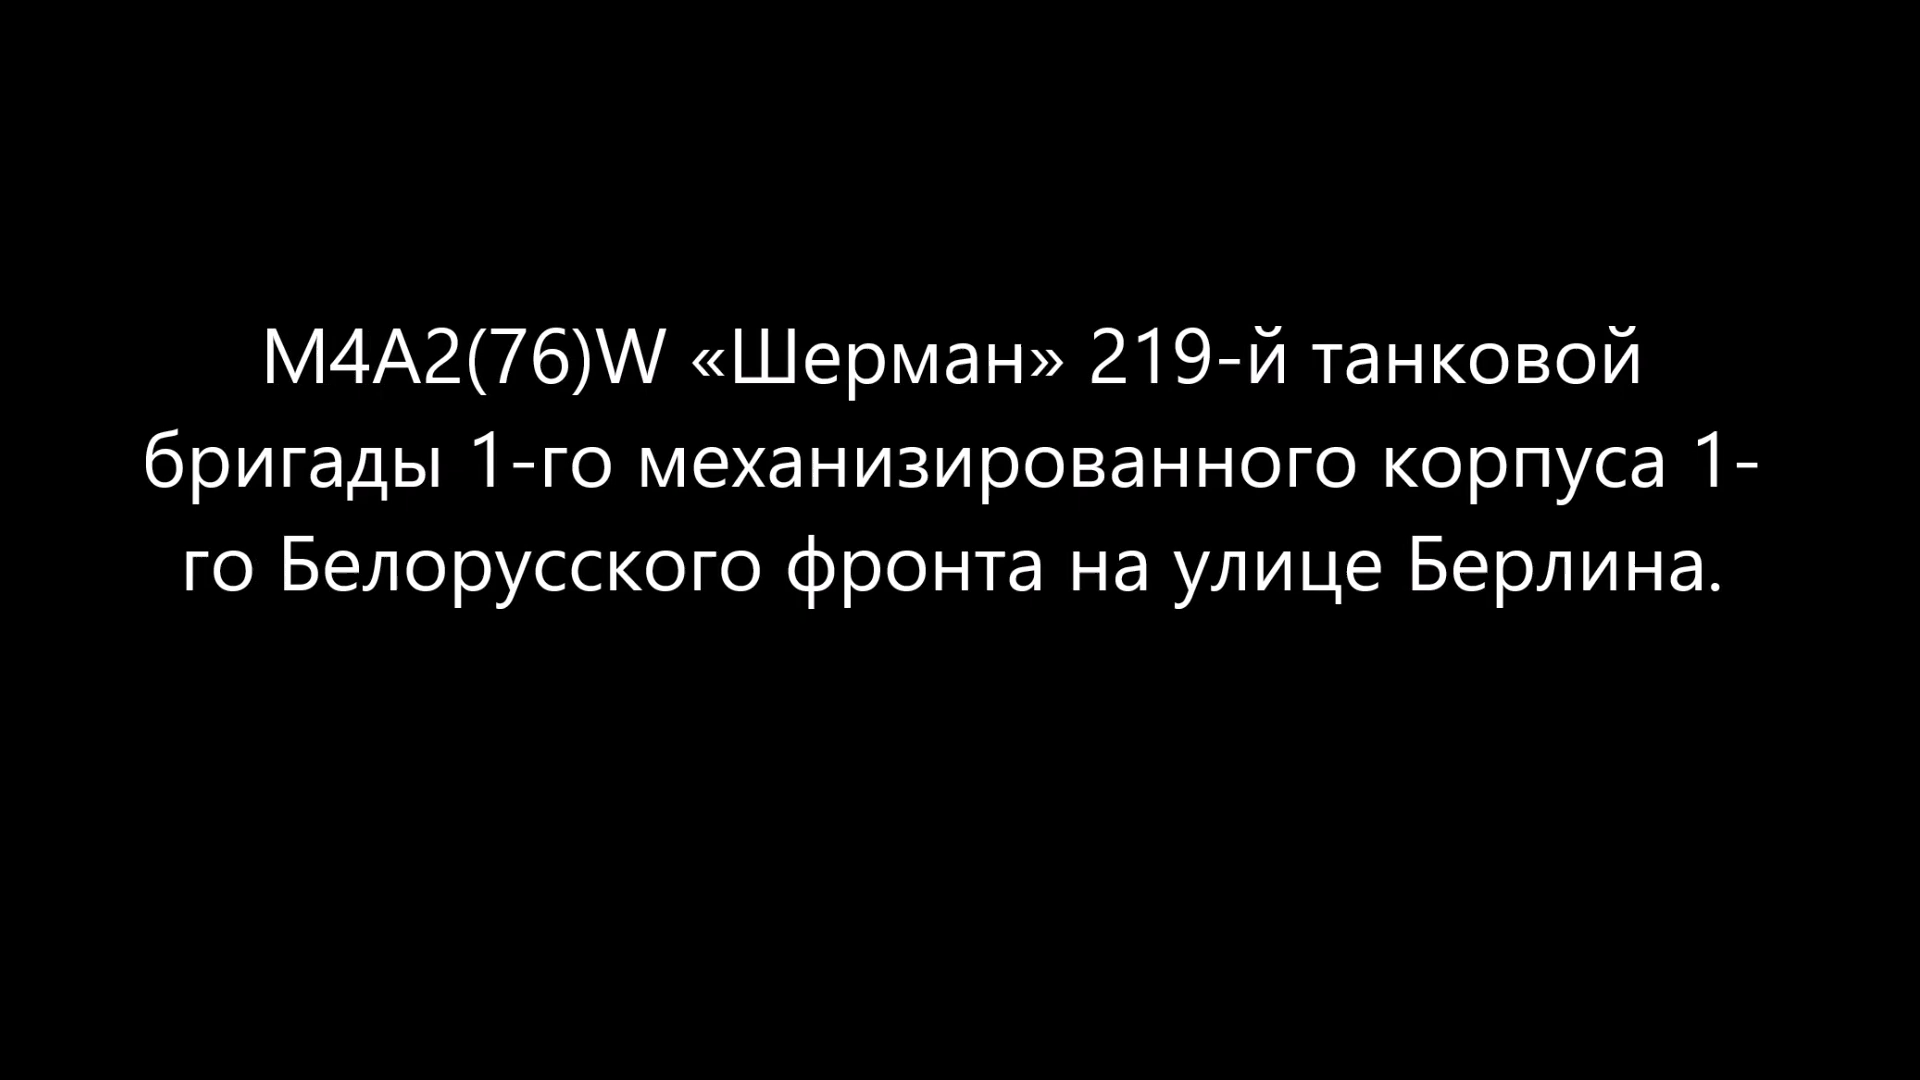 M4A2(76)W «Шерман» 219-й танковой
бригады 1-го механизированного корпуса 1-
го Белорусского фронта на улице Берлина.